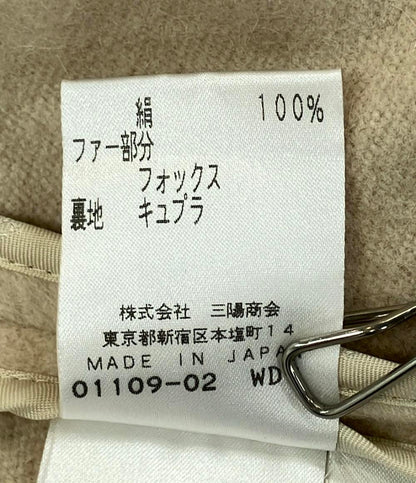 絹 100%
ファー部分
フォックス
裏地 キュプラ
株式会社 三陽商会
東京都新宿区本塩町14
MADE IN JAPA
01109-02 WD